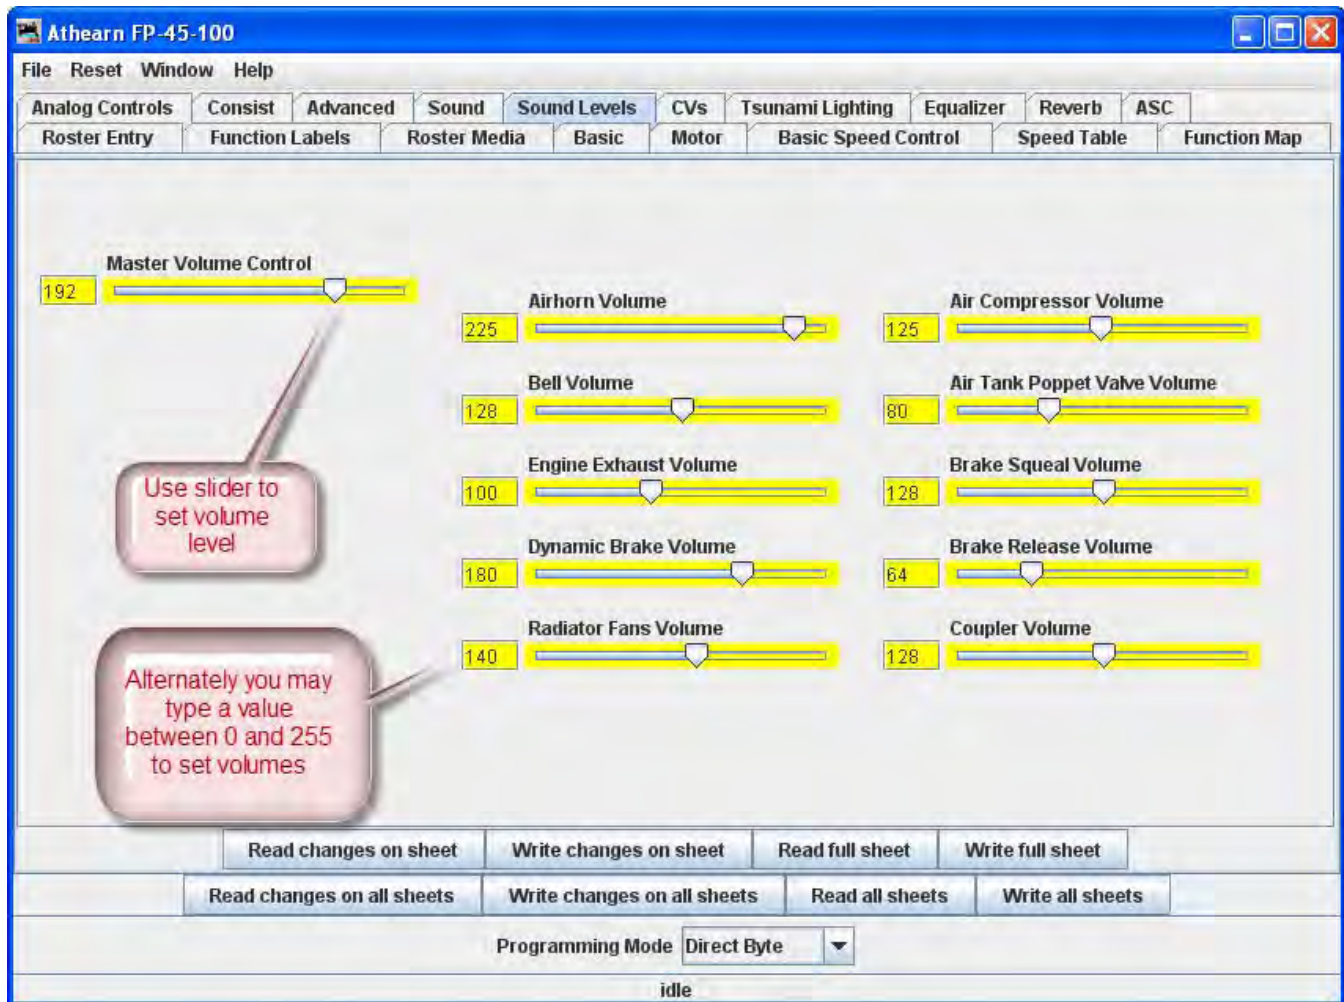 Athearn FP-45-100
File Reset Window Help
Analog Controls Consist Advanced Sound Sound Levels CVs Tsunami Lighting Equalizer Reverb ASC
Roster Entry Function Labels Roster Media Basic Motor Basic Speed Control Speed Table Function Map
Master Volume Control
192
Airhorn Volume
225
Bell Volume
128
Engine Exhaust Volume
100
Dynamic Brake Volume
180
Radiator Fans Volume
140
Air Compressor Volume
125
Air Tank Poppet Valve Volume
80
Brake Squeal Volume
128
Brake Release Volume
64
Coupler Volume
128
Use slider to
set volume
level
Alternately you may
type a value
between 0 and 255
to set volumes
Read changes on sheet Write changes on sheet Read full sheet Write full sheet
Read changes on all sheets Write changes on all sheets Read all sheets Write all sheets
Programming Mode Direct Byte
idle